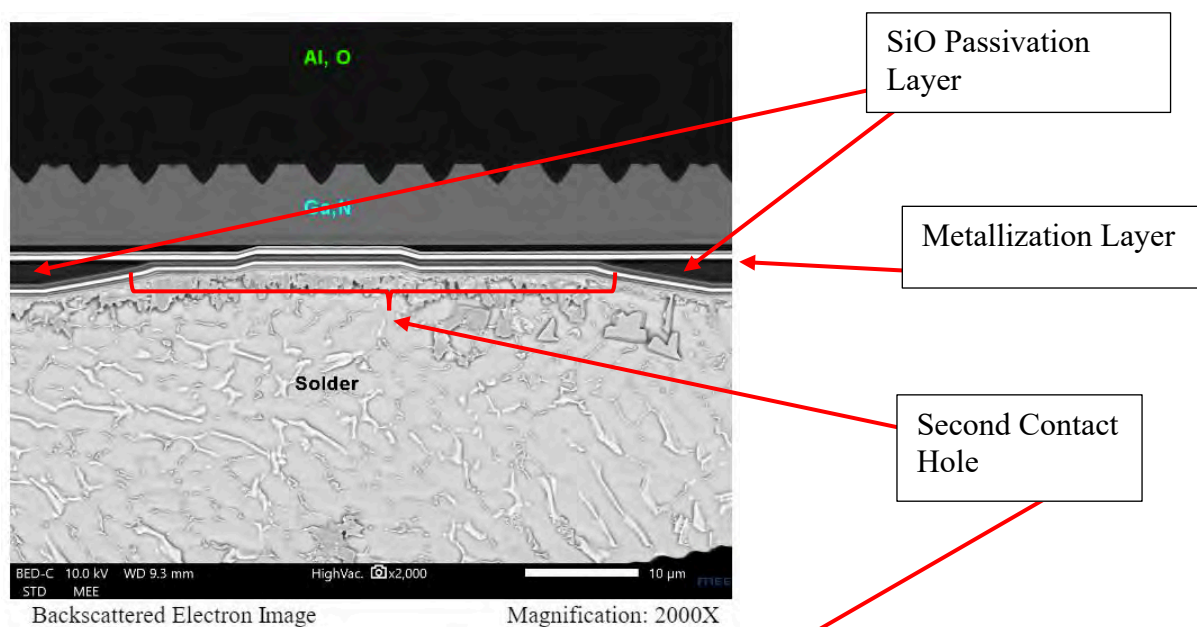 Al, O
SiO Passivation
Layer
Ga,N
Metallization Layer
Solder
Second Contact
Hole
BED-C 10.0 kV WD 9.3 mm HighVac. x2,000 10 µm
STD MEE MEE
Backscattered Electron Image Magnification: 2000X